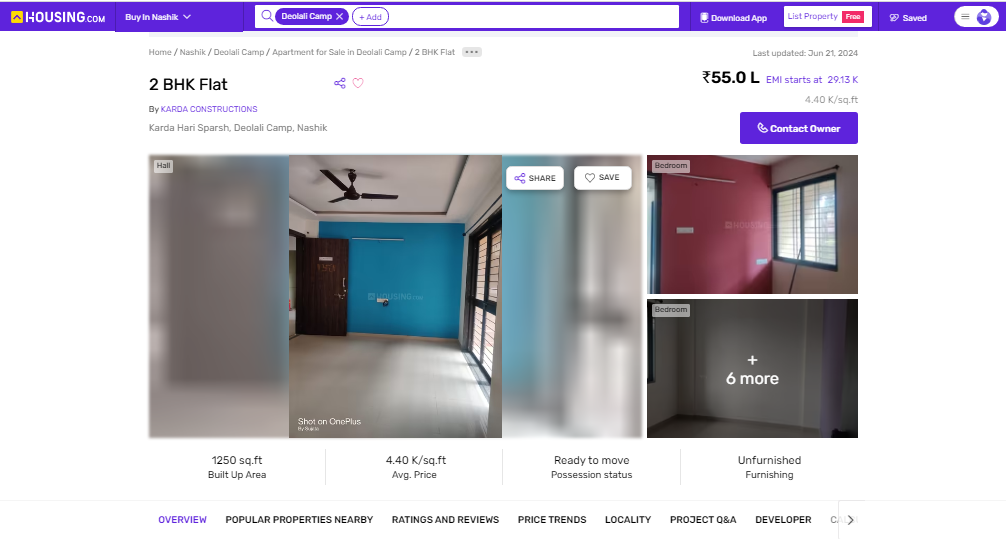 HOUSING.COM
Buy In Nashik
Deolali Camp
+ Add
Download App
List Property Free
Saved
Home / Nashik / Deolali Camp / Apartment for Sale in Deolali Camp / 2 BHK Flat
Last updated: Jun 21, 2024
2 BHK Flat
₹55.0 L EMI starts at 29.13 K
By KARDA CONSTRUCTIONS
4.40 K/sq.ft
Karda Hari Sparsh, Deolali Camp, Nashik
Contact Owner
Hall
SHARE
SAVE
Bedroom
HOUSING.COM
Shot on OnePlus
Bedroom
+
6 more
1250 sq.ft
Built Up Area
4.40 K/sq.ft
Avg. Price
Ready to move
Possession status
Unfurnished
Furnishing
OVERVIEW
POPULAR PROPERTIES NEARBY
RATINGS AND REVIEWS
PRICE TRENDS
LOCALITY
PROJECT Q&A
DEVELOPER